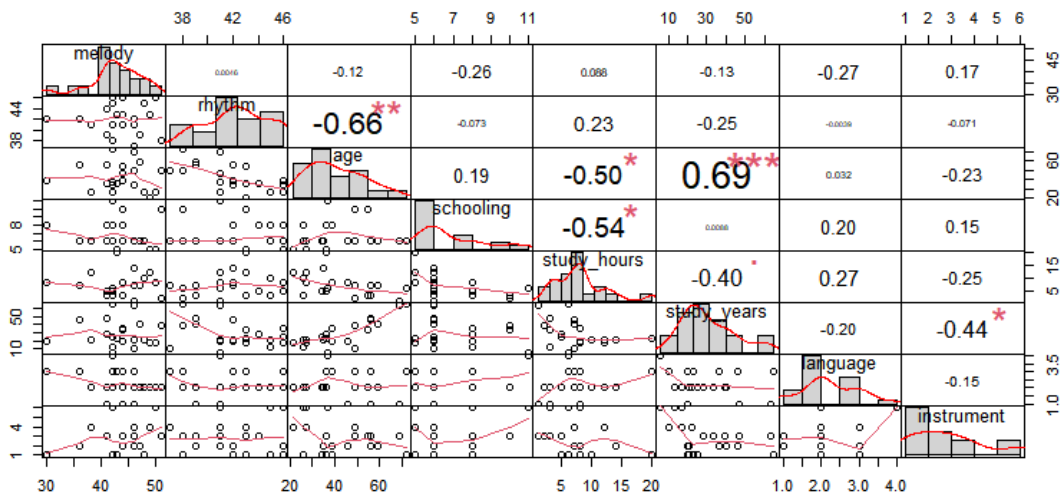 38 42 46 5 7 9 11 10 30 50 1 2 3 4 5 6
melody 0.0046 -0.12 -0.26 0.088 -0.13 -0.27 0.17 30 45
38 44 rhythm -0.66 ** -0.073 0.23 -0.25 -0.0039 -0.071
age 0.19 -0.50 * 0.69 *** 0.032 -0.23 20 60
5 8 schooling -0.54 * 0.0088 0.20 0.15
study_hours -0.40 . 0.27 -0.25 5 15
10 50 study_years -0.20 -0.44 *
language -0.15 1.0 3.5
1 4 instrument
30 40 50 20 40 60 5 10 15 20 1.0 2.0 3.0 4.0